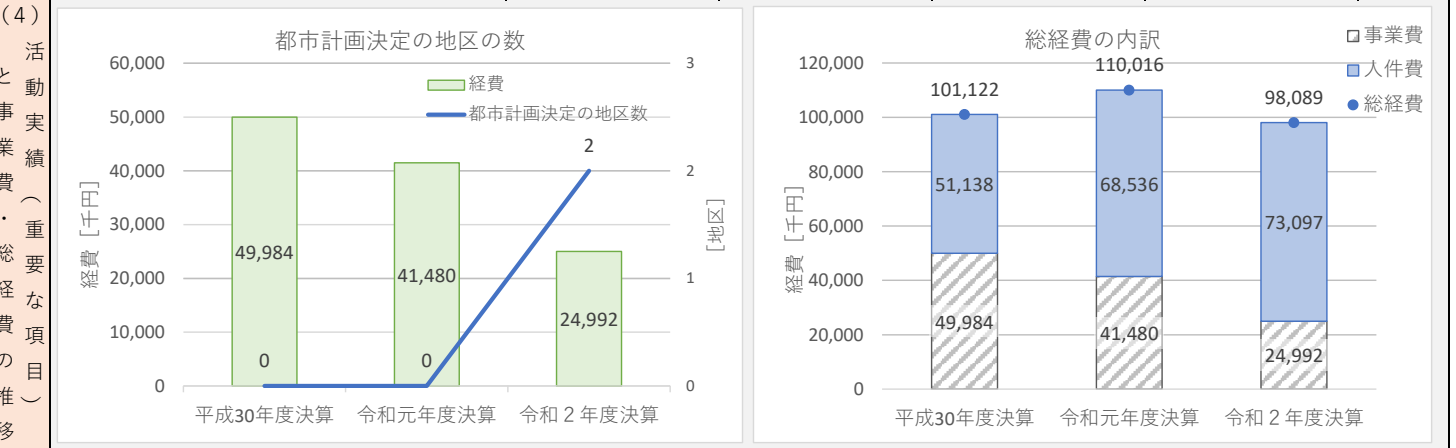 （4）
活動実績（重要な項目）
と事業費・総経費の推移
都市計画決定の地区の数
経費
都市計画決定の地区数
60,000
50,000
40,000
30,000
20,000
10,000
0
経費［千円］
3
2
1
0
［地区］
49,984
41,480
24,992
0
0
2
平成30年度決算
令和元年度決算
令和２年度決算
総経費の内訳
事業費
人件費
総経費
120,000
100,000
80,000
60,000
40,000
20,000
0
経費［千円］
101,122
110,016
98,089
51,138
68,536
73,097
49,984
41,480
24,992
平成30年度決算
令和元年度決算
令和２年度決算